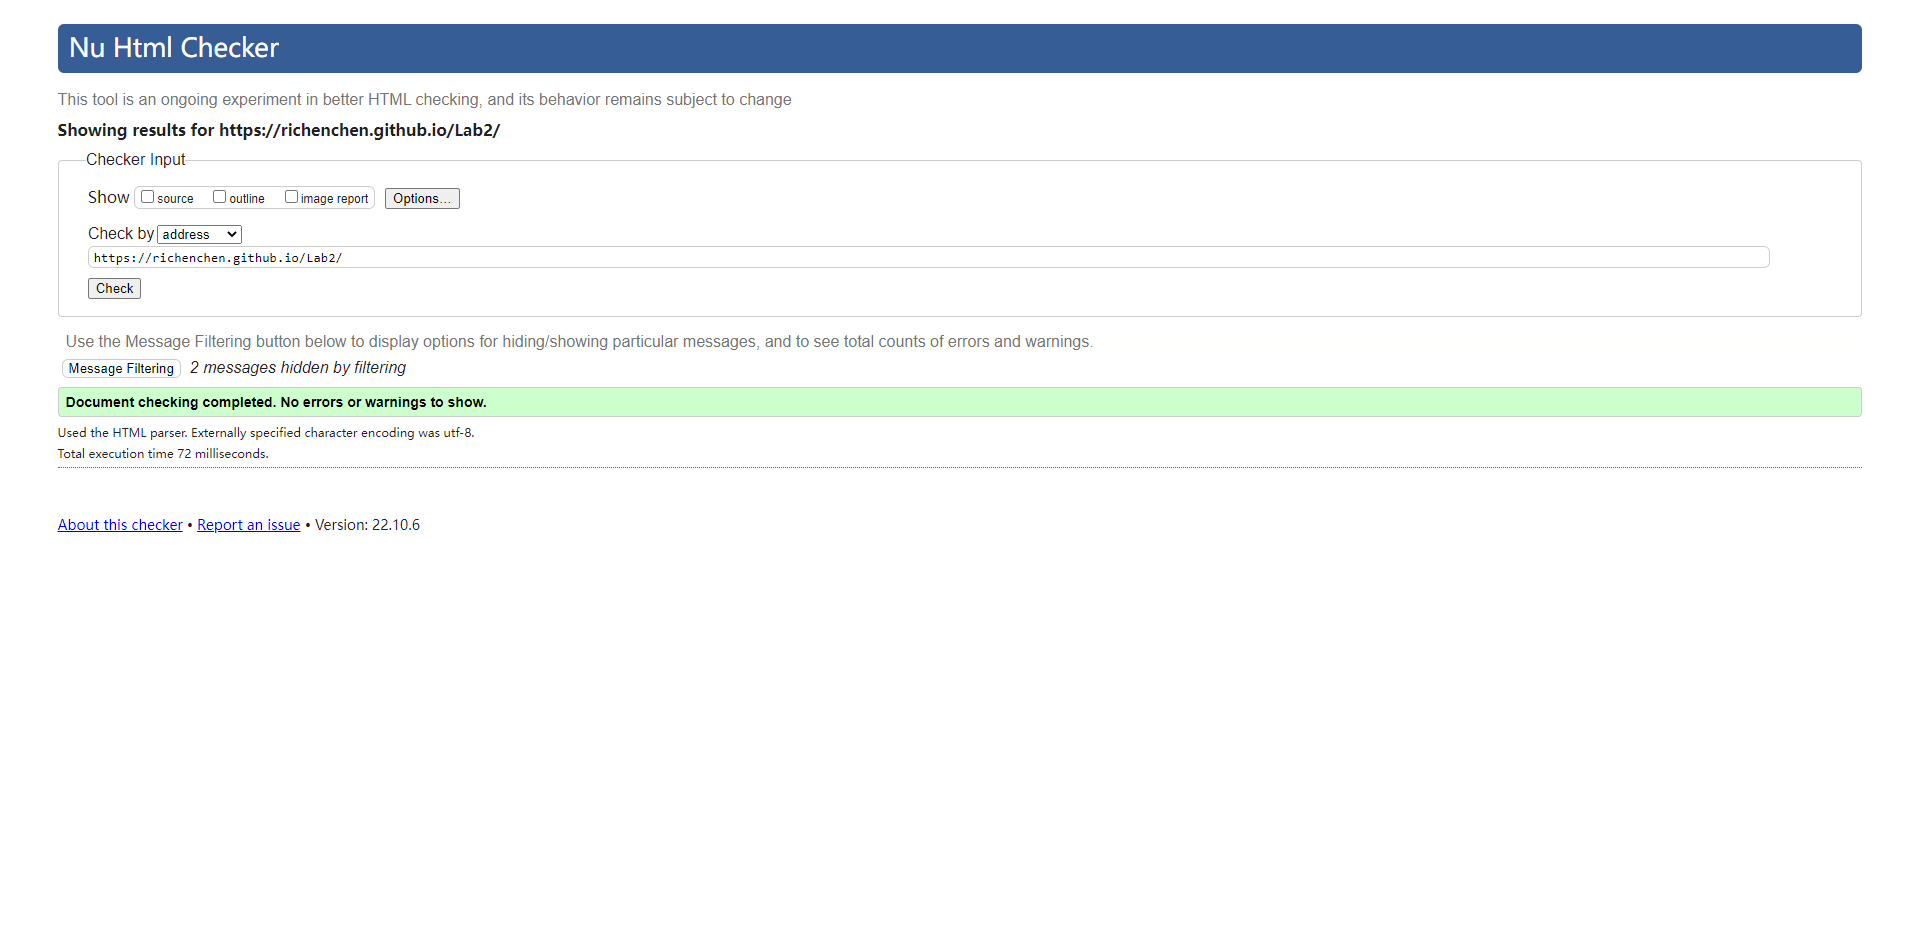 Nu Html Checker
This tool is an ongoing experiment in better HTML checking, and its behavior remains subject to change
Showing results for https://richenchen.github.io/Lab2/
Checker Input
Show source outline image report Options...
Check by address
https://richenchen.github.io/Lab2/
Check
Use the Message Filtering button below to display options for hiding/showing particular messages, and to see total counts of errors and warnings.
Message Filtering 2 messages hidden by filtering
Document checking completed. No errors or warnings to show.
Used the HTML parser. Externally specified character encoding was utf-8.
Total execution time 72 milliseconds.
About this checker • Report an issue • Version: 22.10.6